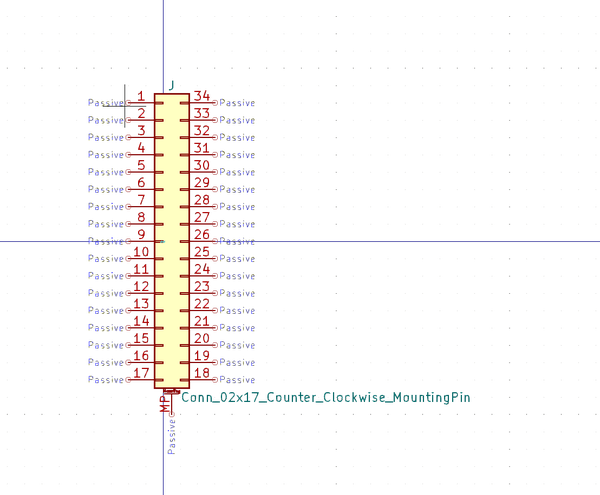 J
Passive 1 34 Passive
Passive 2 33 Passive
Passive 3 32 Passive
Passive 4 31 Passive
Passive 5 30 Passive
Passive 6 29 Passive
Passive 7 28 Passive
Passive 8 27 Passive
Passive 9 26 Passive
Passive 10 25 Passive
Passive 11 24 Passive
Passive 12 23 Passive
Passive 13 22 Passive
Passive 14 21 Passive
Passive 15 20 Passive
Passive 16 19 Passive
Passive 17 18 Passive
MP Conn_02x17_Counter_Clockwise_MountingPin
Passive